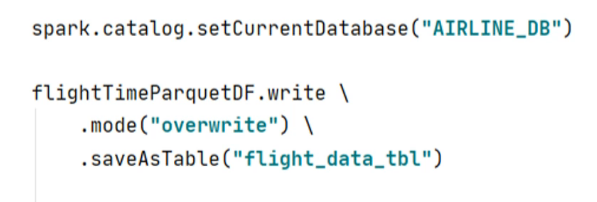 spark.catalog.setCurrentDatabase("AIRLINE_DB")
flightTimeParquetDF.write \
.mode("overwrite") \
.saveAsTable("flight_data_tbl")